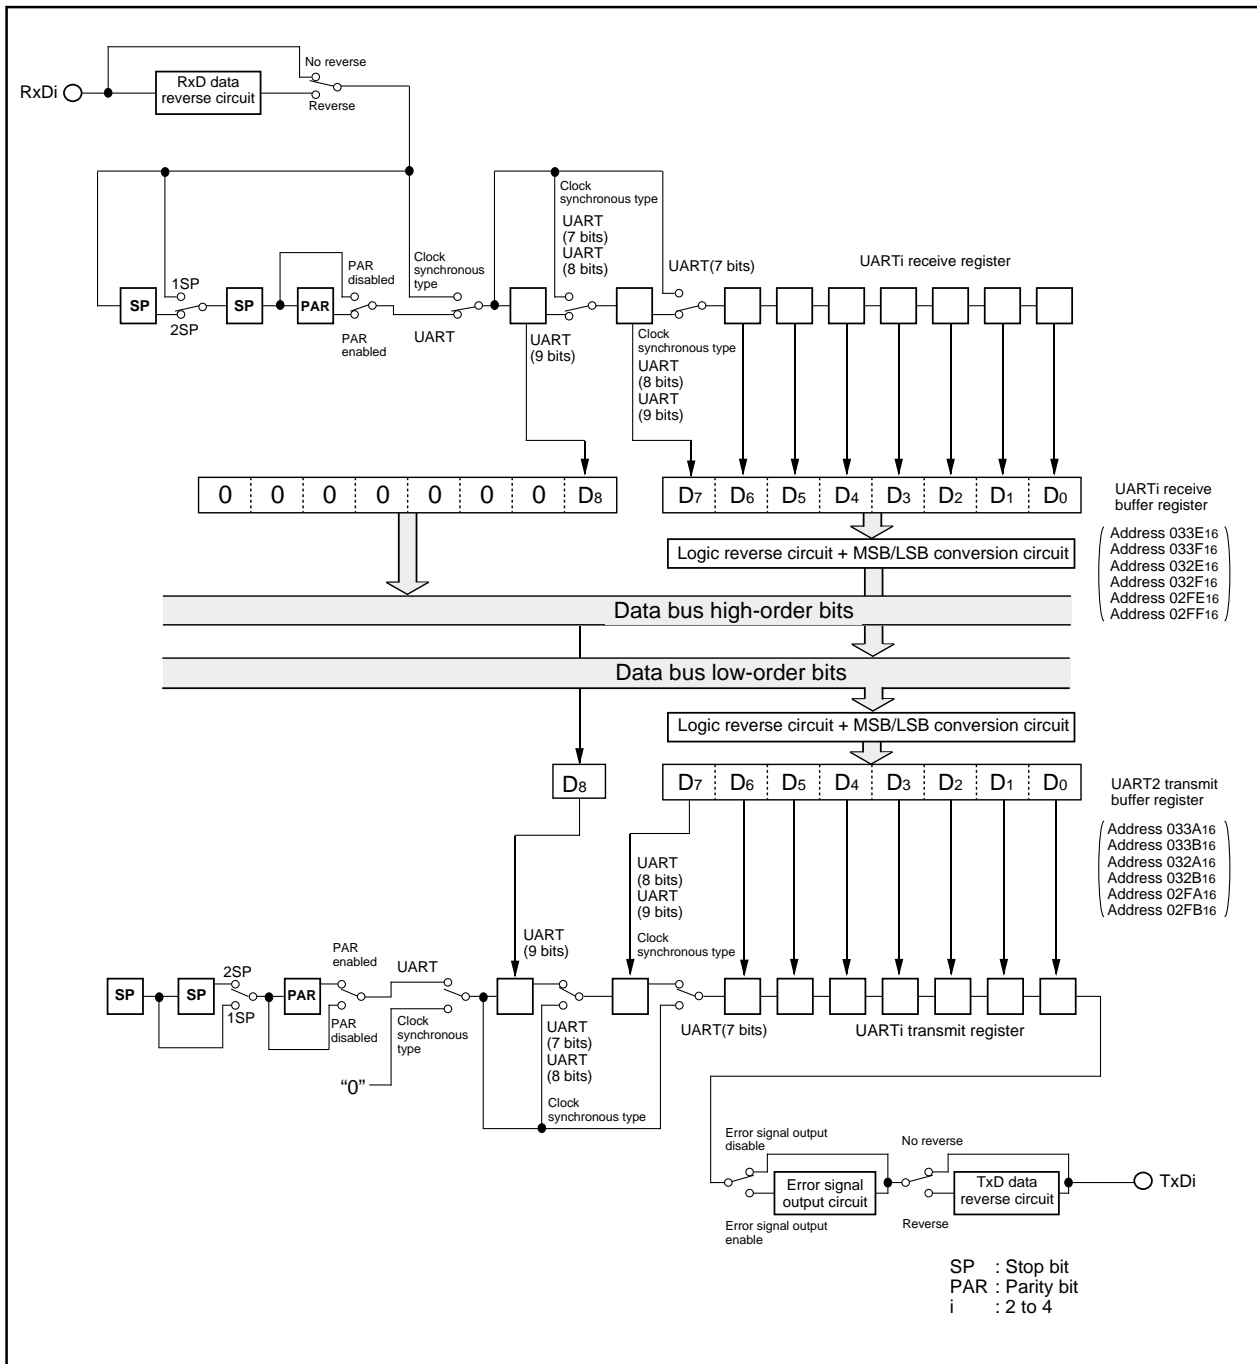 No reverse
RxDi
RxD data
reverse circuit
Reverse
Clock
synchronous type
UART
(7 bits)
UART
(8 bits)
UART(7 bits)
UARTi receive register
PAR
disabled
Clock
synchronous
type
1SP
SP
SP
PAR
2SP
PAR
enabled
UART
UART
(9 bits)
Clock
synchronous type
UART
(8 bits)
UART
(9 bits)
0 0 0 0 0 0 0 D8
D7 D6 D5 D4 D3 D2 D1 D0
UARTi receive
buffer register
Logic reverse circuit + MSB/LSB conversion circuit
Address 033E16
Address 033F16
Address 032E16
Address 032F16
Address 02FE16
Address 02FF16
Data bus high-order bits
Data bus low-order bits
Logic reverse circuit + MSB/LSB conversion circuit
D8
D7 D6 D5 D4 D3 D2 D1 D0
UART2 transmit
buffer register
Address 033A16
Address 033B16
Address 032A16
Address 032B16
Address 02FA16
Address 02FB16
UART
(8 bits)
UART
(9 bits)
Clock
synchronous type
UART
(9 bits)
PAR
enabled
2SP
UART
SP
SP
PAR
1SP
PAR
disabled
Clock
synchronous
type
"0"
UART
(7 bits)
UART
(8 bits)
Clock
synchronous type
UART(7 bits)
UARTi transmit register
Error signal output
disable
No reverse
Error signal
output circuit
TxD data
reverse circuit
TxDi
Error signal output
enable
Reverse
SP : Stop bit
PAR : Parity bit
i : 2 to 4